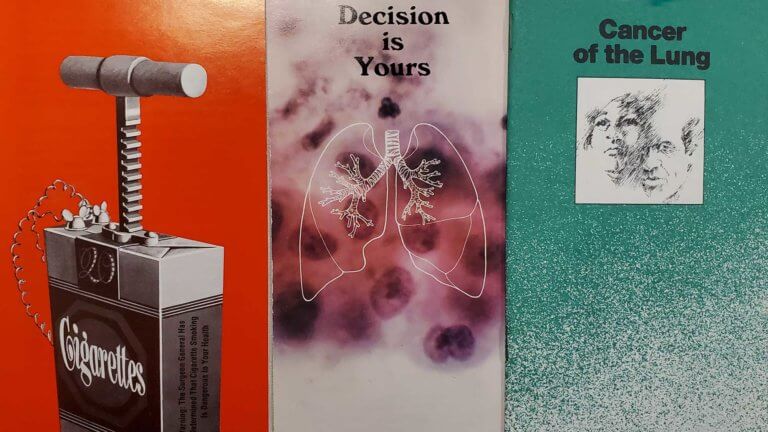 20
Cigarettes
Warning: The Surgeon General Has
Determined That Cigarette Smoking
Is Dangerous to Your Health
Decision
is
Yours
Cancer
of the Lung